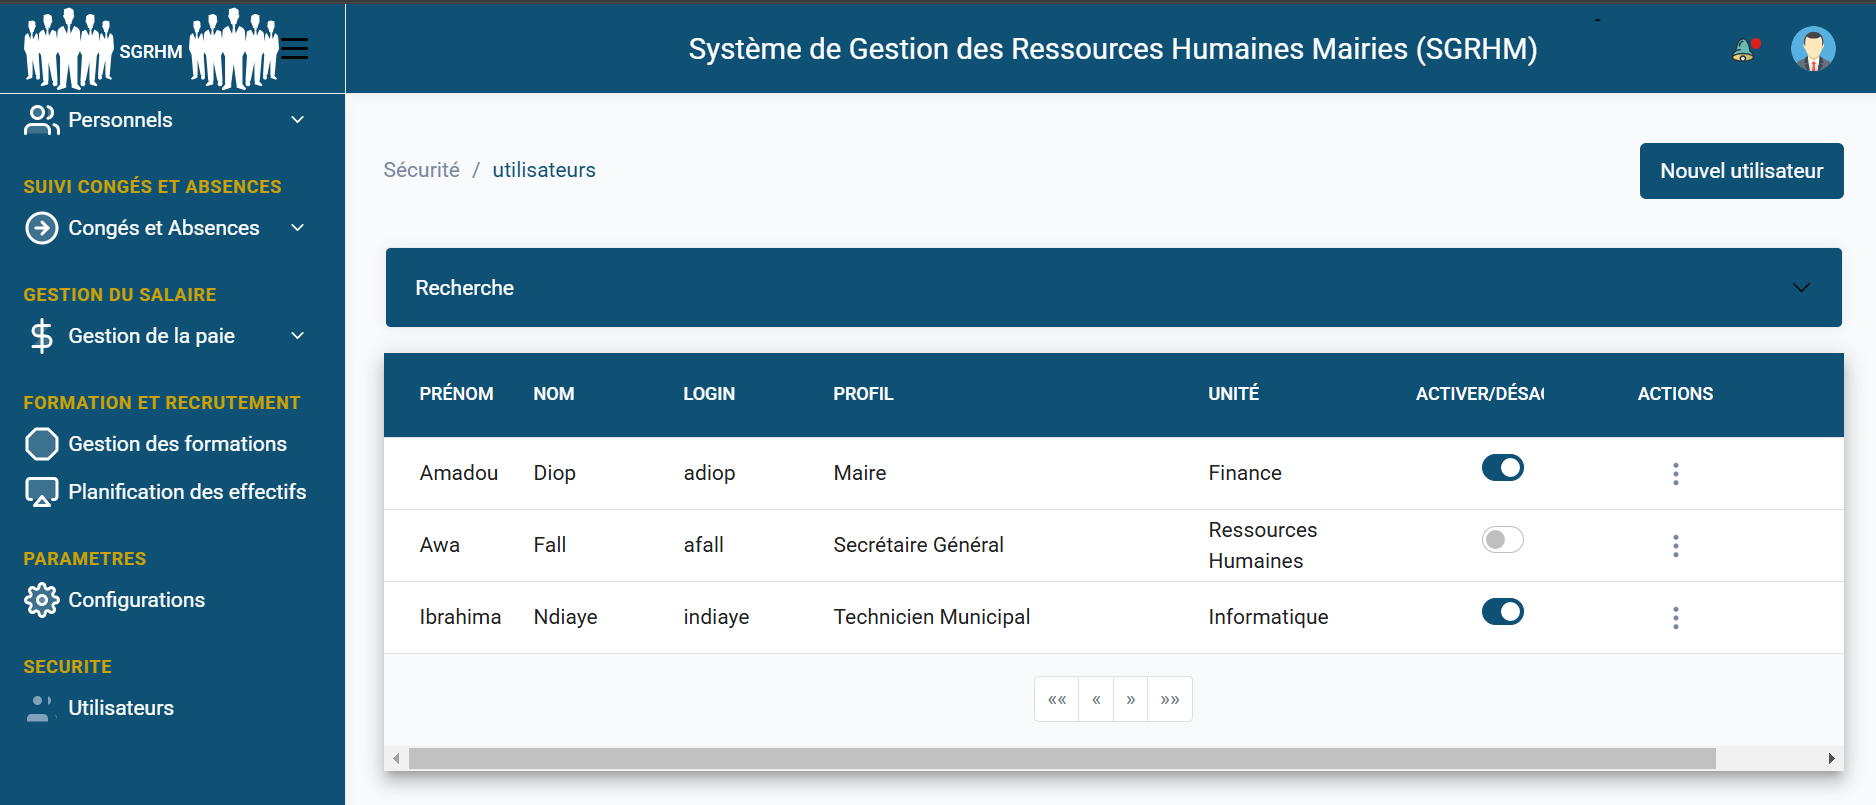 SGRHM
Système de Gestion des Ressources Humaines Mairies (SGRHM)
Personnels
SUIVI CONGÉS ET ABSENCES
Congés et Absences
GESTION DU SALAIRE
Gestion de la paie
FORMATION ET RECRUTEMENT
Gestion des formations
Planification des effectifs
PARAMETRES
Configurations
SECURITE
Utilisateurs
Sécurité / utilisateurs
Nouvel utilisateur
Recherche
PRÉNOM NOM LOGIN PROFIL UNITÉ ACTIVER/DÉSA ACTIONS
Amadou Diop adiop Maire Finance
Awa Fall afall Secrétaire Général Ressources
Humaines
Ibrahima Ndiaye indiaye Technicien Municipal Informatique
«« « » »»